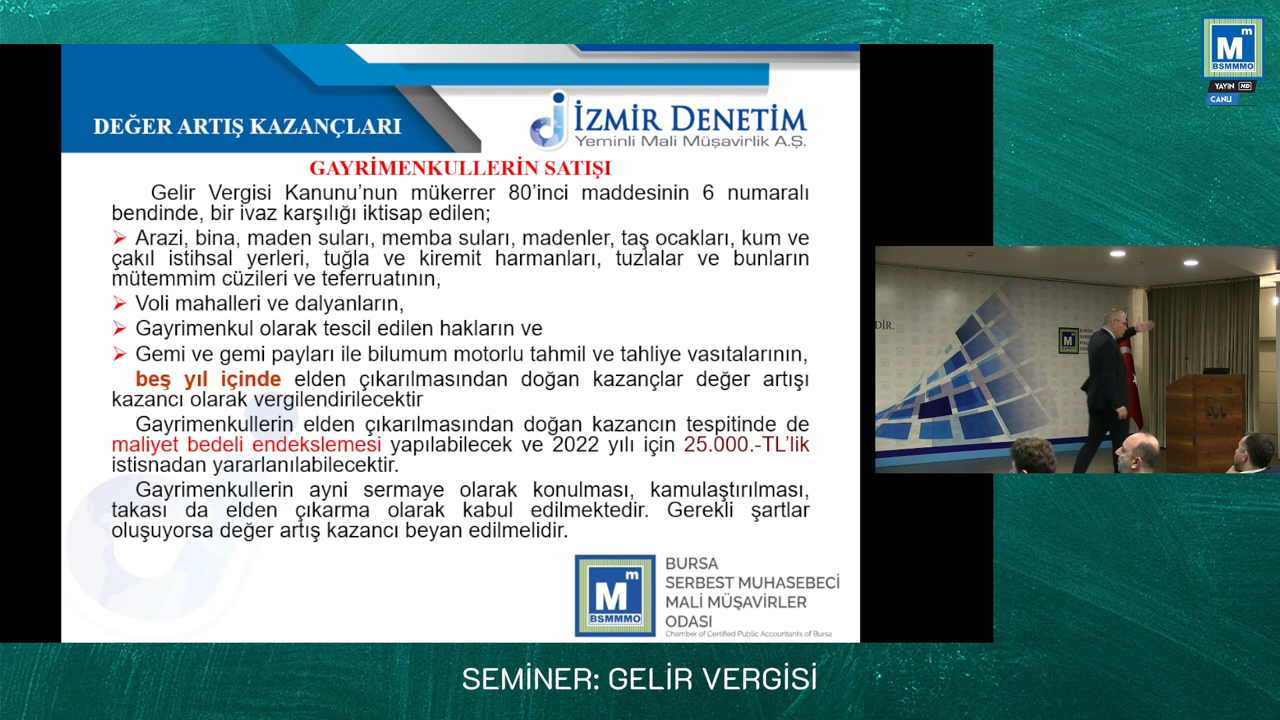 M m
BSMMMO
YAYIN HD
CANLI
DEĞER ARTIŞ KAZANÇLARI
İZMİR DENETİM
Yeminli Mali Müşavirlik A.Ş.
GAYRİMENKULLERİN SATIŞI
Gelir Vergisi Kanunu’nun mükerrer 80’inci maddesinin 6 numaralı
bendinde, bir ivaz karşılığı iktisap edilen;
➢ Arazi, bina, maden suları, memba suları, madenler, taş ocakları, kum ve
çakıl istihsal yerleri, tuğla ve kiremit harmanları, tuzlalar ve bunların
mütemmim cüzileri ve teferruatının,
➢ Voli mahalleri ve dalyanların,
➢ Gayrimenkul olarak tescil edilen hakların ve
➢ Gemi ve gemi payları ile bilumum motorlu tahmil ve tahliye vasıtalarının,
beş yıl içinde elden çıkarılmasından doğan kazançlar değer artışı
kazancı olarak vergilendirilecektir
Gayrimenkullerin elden çıkarılmasından doğan kazancın tespitinde de
maliyet bedeli endekslemesi yapılabilecek ve 2022 yılı için 25.000.-TL’lik
istisnadan yararlanılabilecektir.
Gayrimenkullerin ayni sermaye olarak konulması, kamulaştırılması,
takası da elden çıkarma olarak kabul edilmektedir. Gerekli şartlar
oluşuyorsa değer artış kazancı beyan edilmelidir.
M m
BSMMMO
BURSA
SERBEST MUHASEBECİ
MALİ MÜŞAVİRLER
ODASI
Chamber of Certified Public Accountants of Bursa
DİR.
M
BURSA
SEMİNER: GELİR VERGİSİ